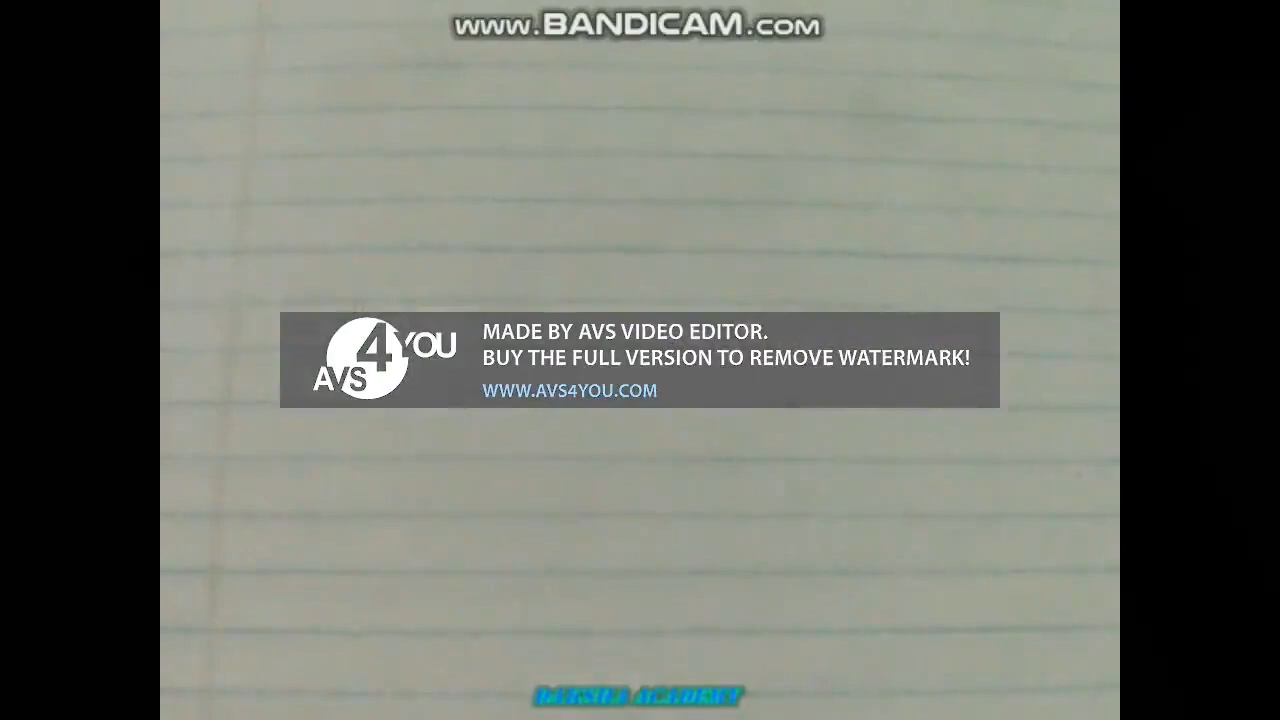 www.BANDICAM.com
AVS4YOU
MADE BY AVS VIDEO EDITOR.
BUY THE FULL VERSION TO REMOVE WATERMARK!
WWW.AVS4YOU.COM
ACADEMY